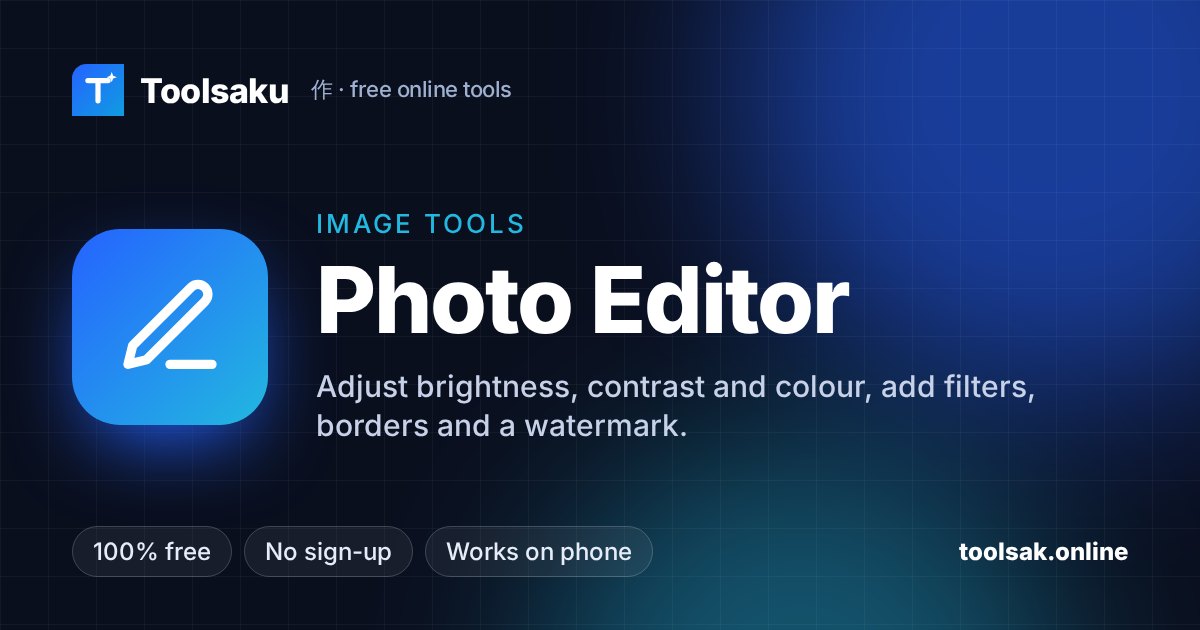 Toolsaku 作 · free online tools
IMAGE TOOLS
Photo Editor
Adjust brightness, contrast and colour, add filters,
borders and a watermark.
100% free No sign-up Works on phone toolsak.online